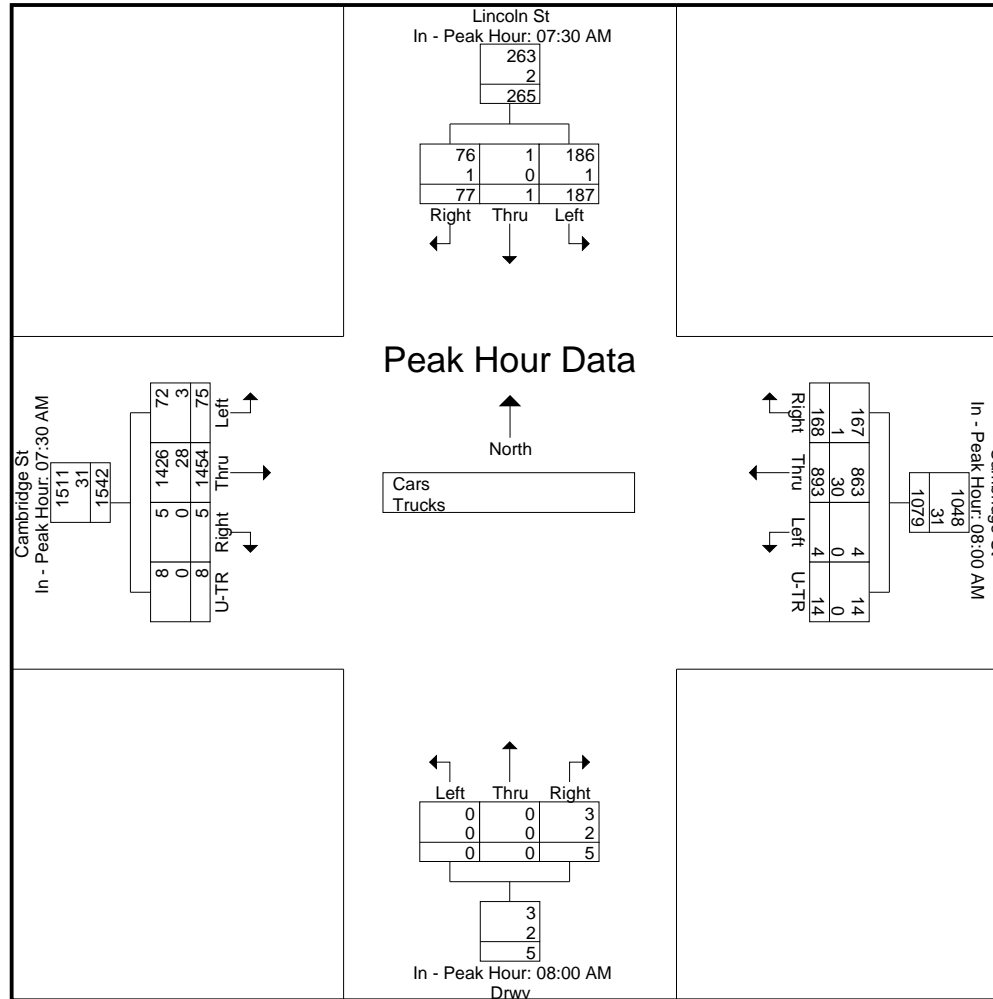 Lincoln St
In - Peak Hour: 07:30 AM
263
2
265
76 1 186
1 0 1
77 1 187
Right Thru Left
Peak Hour Data
North
Cars
Trucks
Cambridge St
In - Peak Hour: 07:30 AM
1511
31
1542
72 1426 5 8
3 28 0 0
75 1454 5 8
Left Thru Right U-TR
In - Peak Hour: 08:00 AM
1048
31
1079
167 863 4 14
1 30 0 0
168 893 4 14
Right Thru Left U-TR
Left Thru Right
0 0 3
0 0 2
0 0 5
3
2
5
In - Peak Hour: 08:00 AM
Drwy